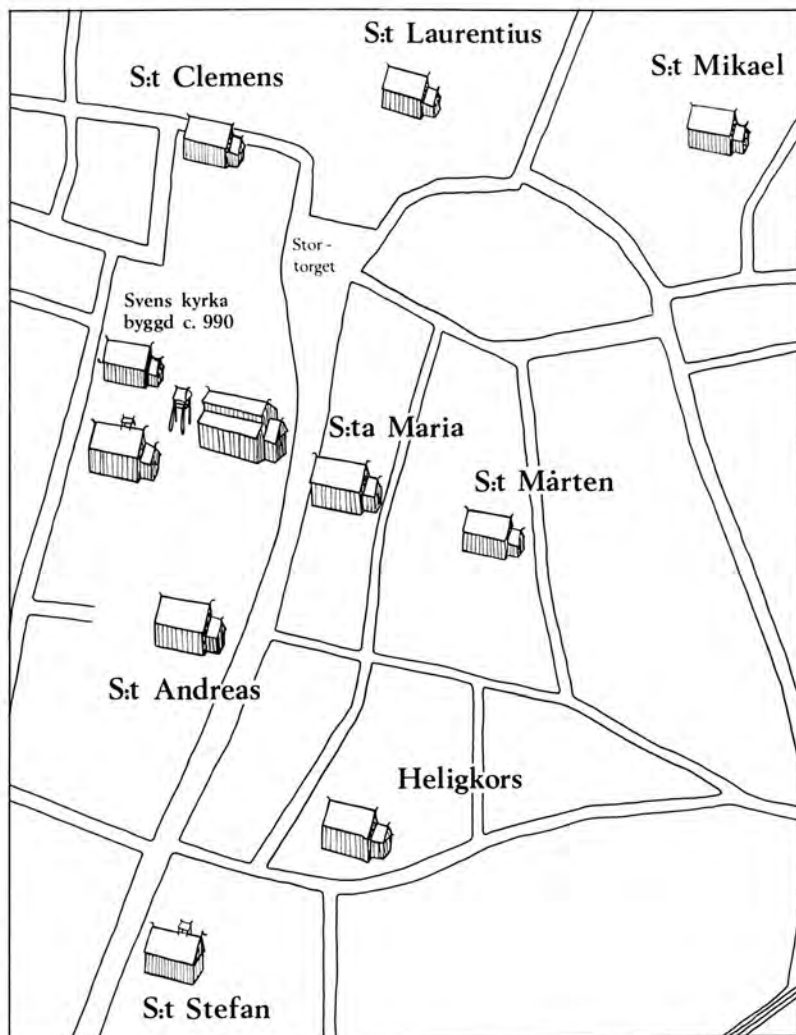 S:t Laurentius
S:t Clemens
S:t Mikael
Stor-
torget
Svens kyrka
byggd c. 990
S:ta Maria
S:t Mårten
S:t Andreas
Heligkors
S:t Stefan